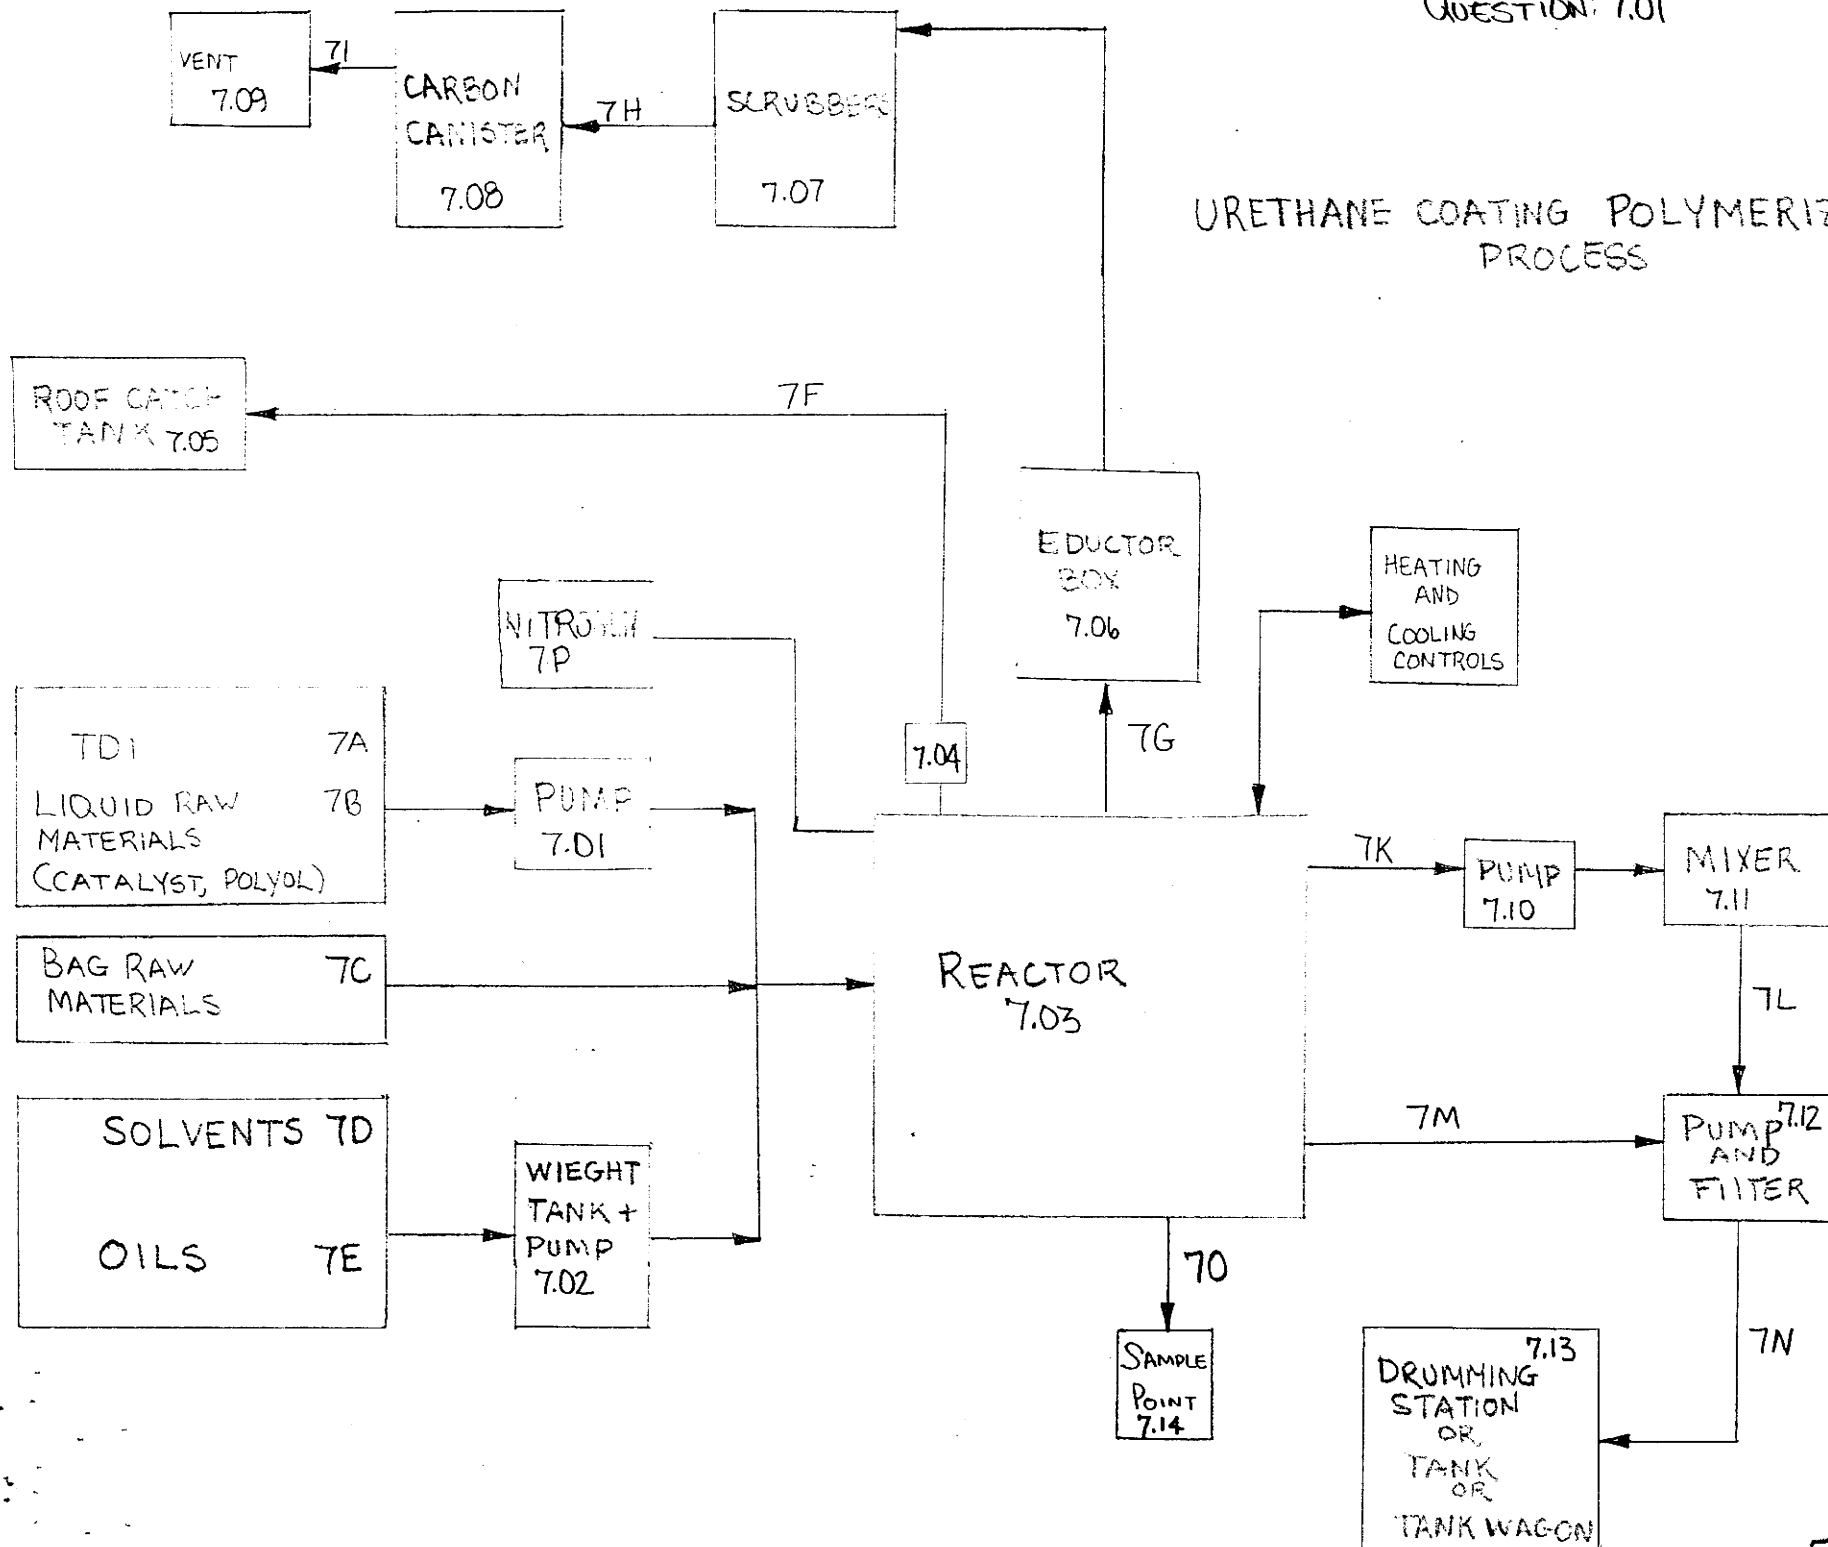 QUESTION: 7.01
VENT
7.09
7I
CARBON
CANISTER
7.08
7H
SCRUBBERS
7.07
URETHANE COATING
PROCESS
ROOF CATCH
TANK 7.05
7F
EDUCTOR
BOX
7.06
HEATING
AND
COOLING
CONTROLS
NITROGEN
7P
7.04
7G
TDI 7A
LIQUID RAW 7B
MATERIALS
(CATALYST, POLYOL)
PUMP
7.01
7K
PUMP
7.10
MIXER
7.11
BAG RAW 7C
MATERIALS
REACTOR
7.03
7L
SOLVENTS 7D
OILS 7E
WIEGHT
TANK +
PUMP
7.02
7M
PUMP 7.12
AND
FILTER
7O
SAMPLE
POINT
7.14
7N
7.13
DRUMMING
STATION
OR
TANK
OR
TANK WAGON